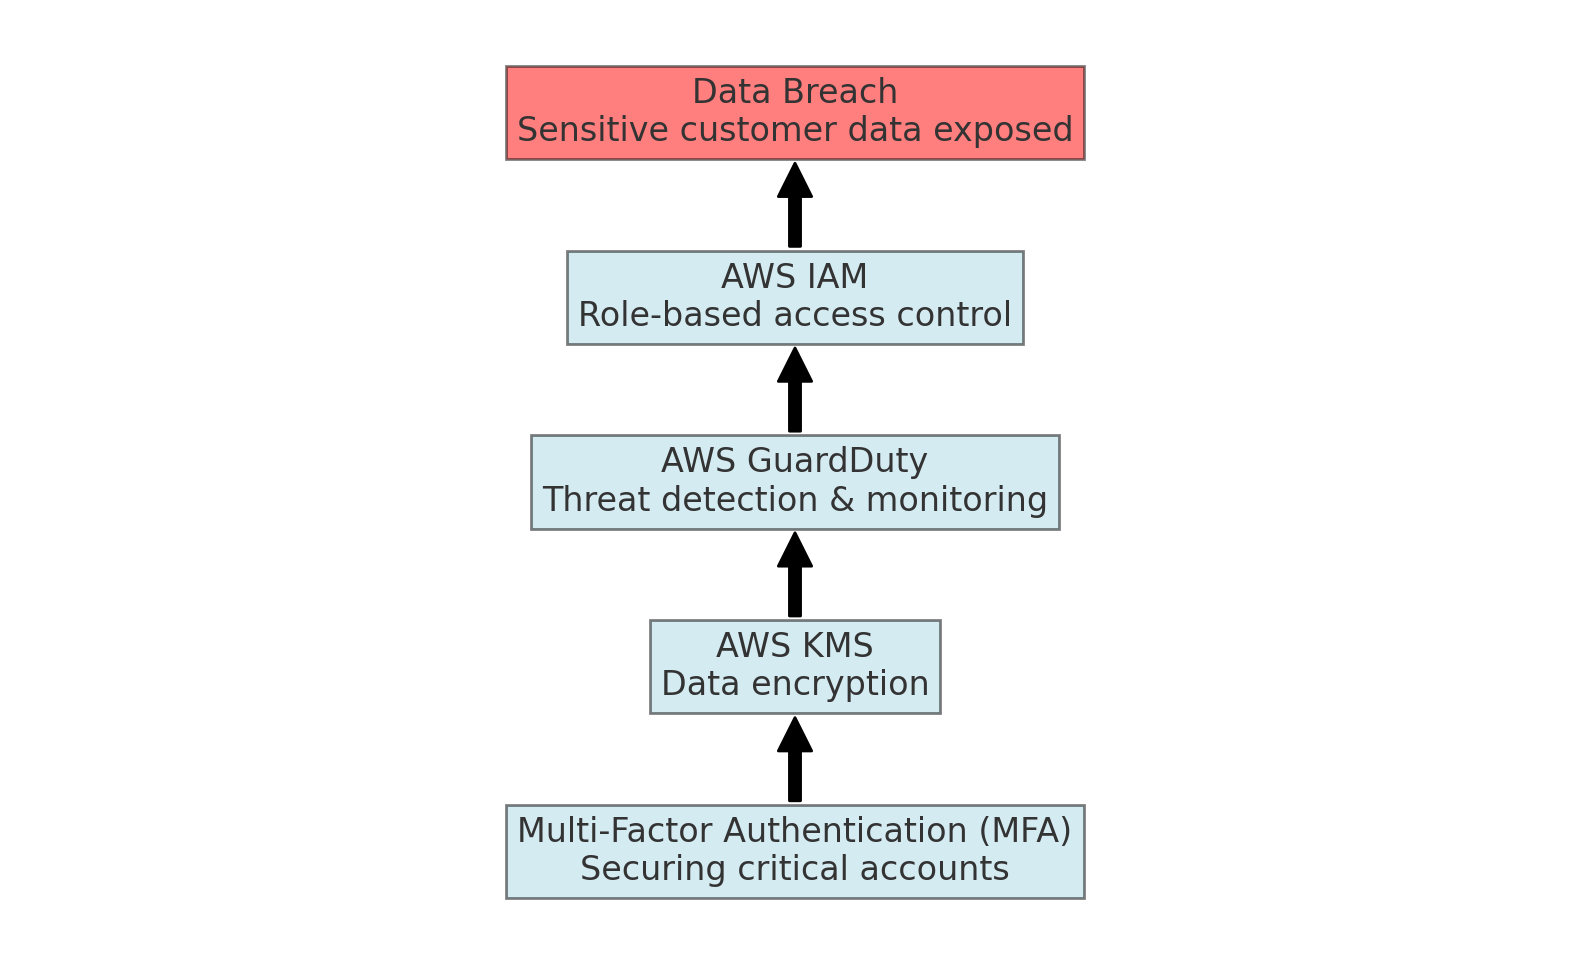 Data Breach
Sensitive customer data exposed
AWS IAM
Role-based access control
AWS GuardDuty
Threat detection & monitoring
AWS KMS
Data encryption
Multi-Factor Authentication (MFA)
Securing critical accounts